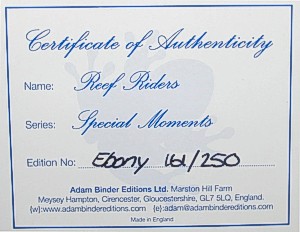 Certificate of Authenticity
Name: Reef Riders
Series: Special Moments
Edition No: Ebony 161/250
Adam Binder Editions Ltd. Marston Hill Farm
Meysey Hampton, Cirencester, Gloucestershire, GL7 5LQ, England.
{w}:www.adambindereditions.com {e}:adam@adambindereditions.com
Made in England